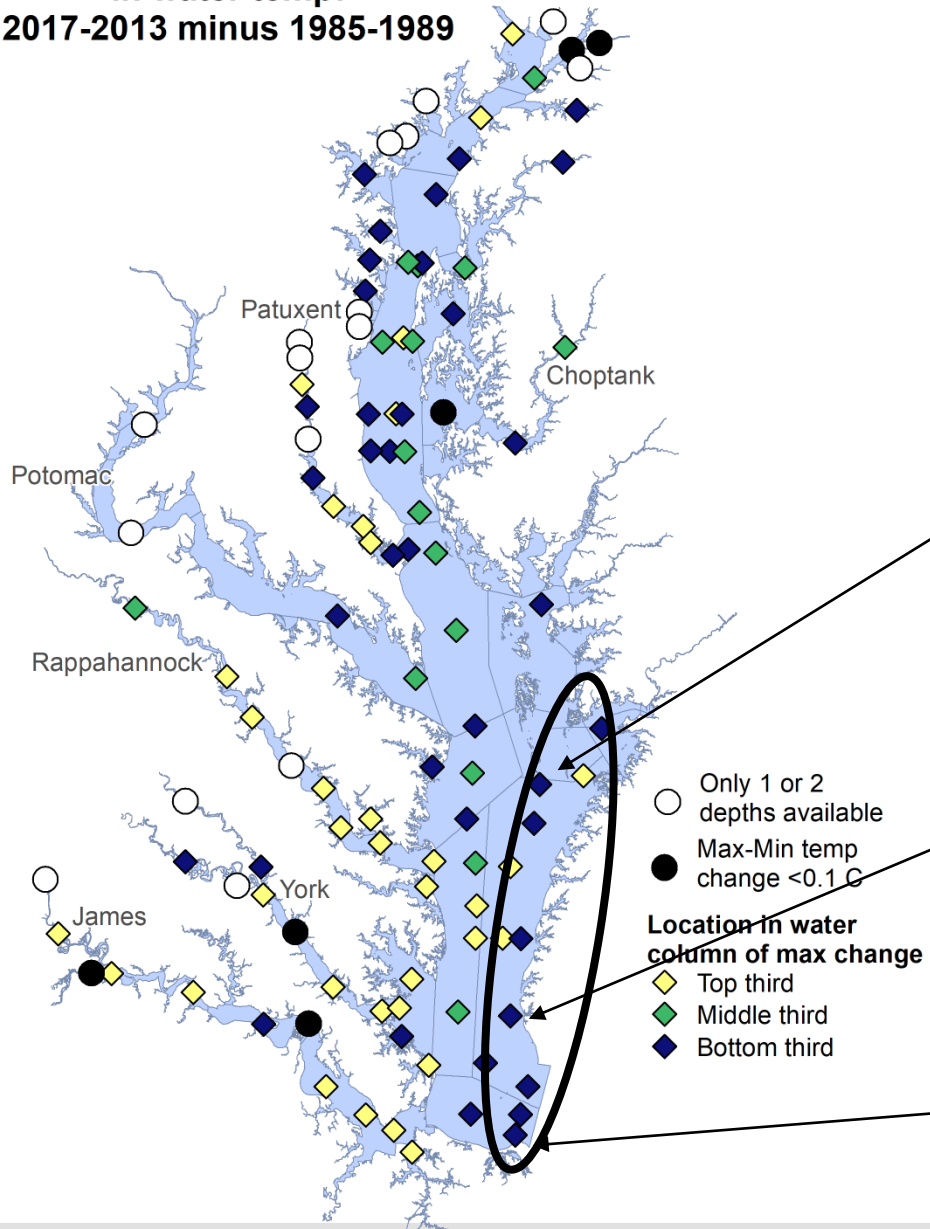 2017-2013 minus 1985-1989
Patuxent
Choptank
Potomac
Rappahannock
York
James
Only 1 or 2
depths available
Max-Min temp
change <0.1 C
Location in water
column of max change
Top third
Middle third
Bottom third